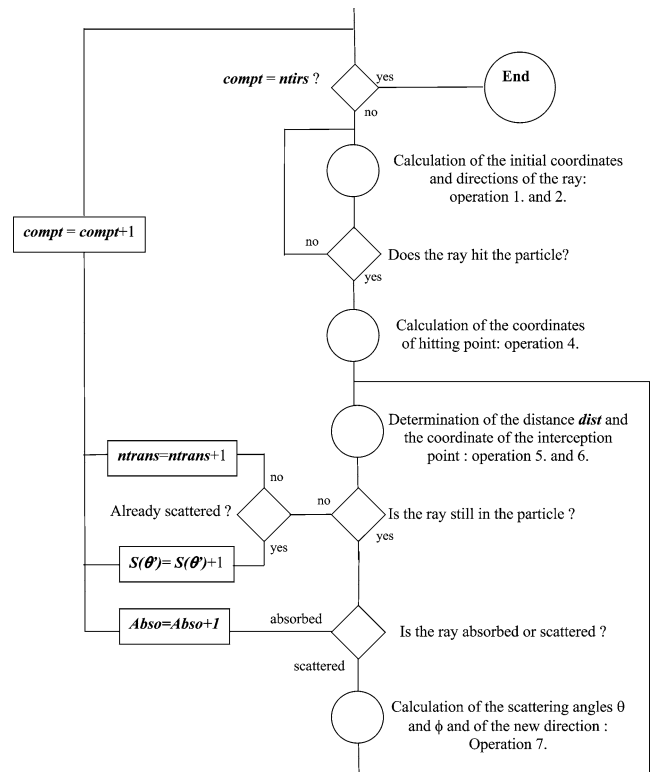 compt = ntirs ?
yes
End
no
Calculation of the initial coordinates
and directions of the ray:
operation 1. and 2.
compt = compt+1
no
Does the ray hit the particle?
yes
Calculation of the coordinates
of hitting point: operation 4.
Determination of the distance dist and
the coordinate of the interception
point : operation 5. and 6.
ntrans=ntrans+1
no
Already scattered ?
no
Is the ray still in the particle ?
yes
yes
S(θ')= S(θ')+1
Abso=Abso+1
absorbed
Is the ray absorbed or scattered ?
scattered
Calculation of the scattering angles θ
and ϕ and of the new direction :
Operation 7.